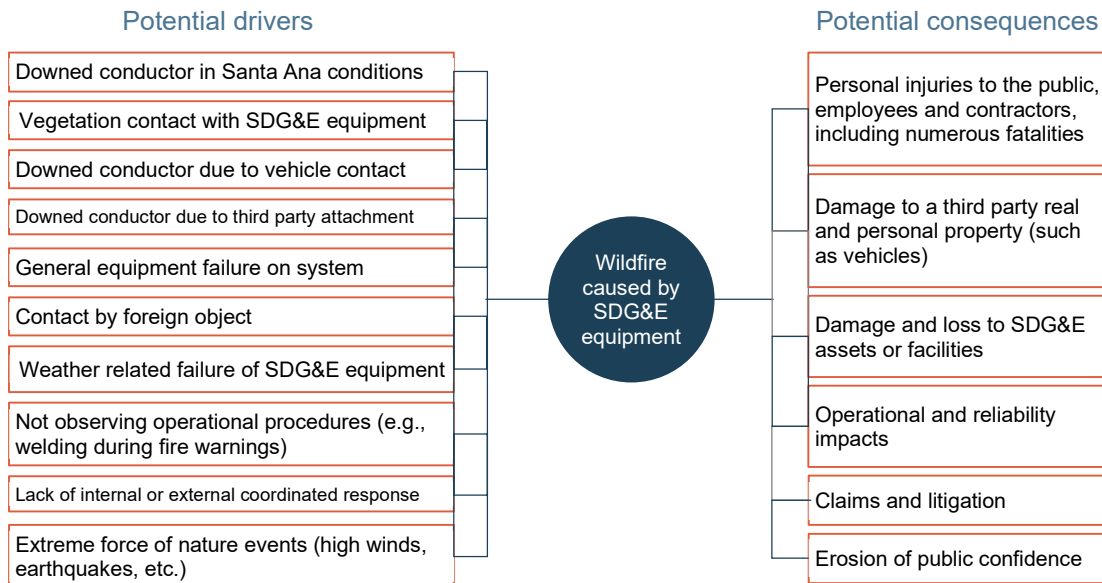 Potential drivers
Downed conductor in Santa Ana conditions
Vegetation contact with SDG&E equipment
Downed conductor due to vehicle contact
Downed conductor due to third party attachment
General equipment failure on system
Contact by foreign object
Weather related failure of SDG&E equipment
Not observing operational procedures (e.g.,
welding during fire warnings)
Lack of internal or external coordinated response
Extreme force of nature events (high winds,
earthquakes, etc.)
Wildfire
caused by
SDG&E
equipment
Potential consequences
Personal injuries to the public,
employees and contractors,
including numerous fatalities
Damage to a third party real
and personal property (such
as vehicles)
Damage and loss to SDG&E
assets or facilities
Operational and reliability
impacts
Claims and litigation
Erosion of public confidence